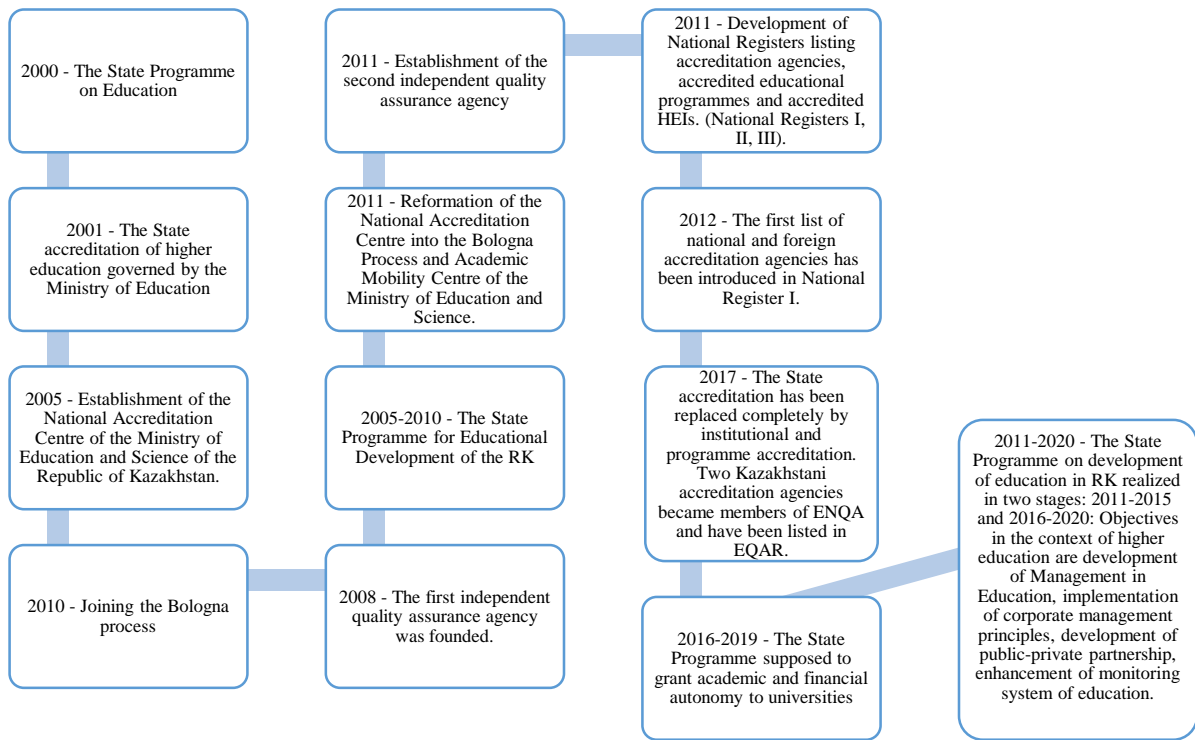 2000 - The State Programme
on Education
2001 - The State
accreditation of higher
education governed by the
Ministry of Education
2005 - Establishment of the
National Accreditation
Centre of the Ministry of
Education and Science of the
Republic of Kazakhstan.
2010 - Joining the Bologna
process
2008 - The first independent
quality assurance agency
was founded.
2005-2010 - The State
Programme for Educational
Development of the RK
2011 - Reformation of the
National Accreditation
Centre into the Bologna
Process and Academic
Mobility Centre of the
Ministry of Education and
Science.
2011 - Establishment of the
second independent quality
assurance agency
2011 - Development of
National Registers listing
accreditation agencies,
accredited educational
programmes and accredited
HEIs. (National Registers I,
II, III).
2012 - The first list of
national and foreign
accreditation agencies has
been introduced in National
Register I.
2017 - The State
accreditation has been
replaced completely by
institutional and
programme accreditation.
Two Kazakhstani
accreditation agencies
became members of ENQA
and have been listed in
EQAR.
2016-2019 - The State
Programme supposed to
grant academic and financial
autonomy to universities
2011-2020 - The State
Programme on development
of education in RK realized
in two stages: 2011-2015
and 2016-2020: Objectives
in the context of higher
education are development
of Management in
Education, implementation
of corporate management
principles, development of
public-private partnership,
enhancement of monitoring
system of education.